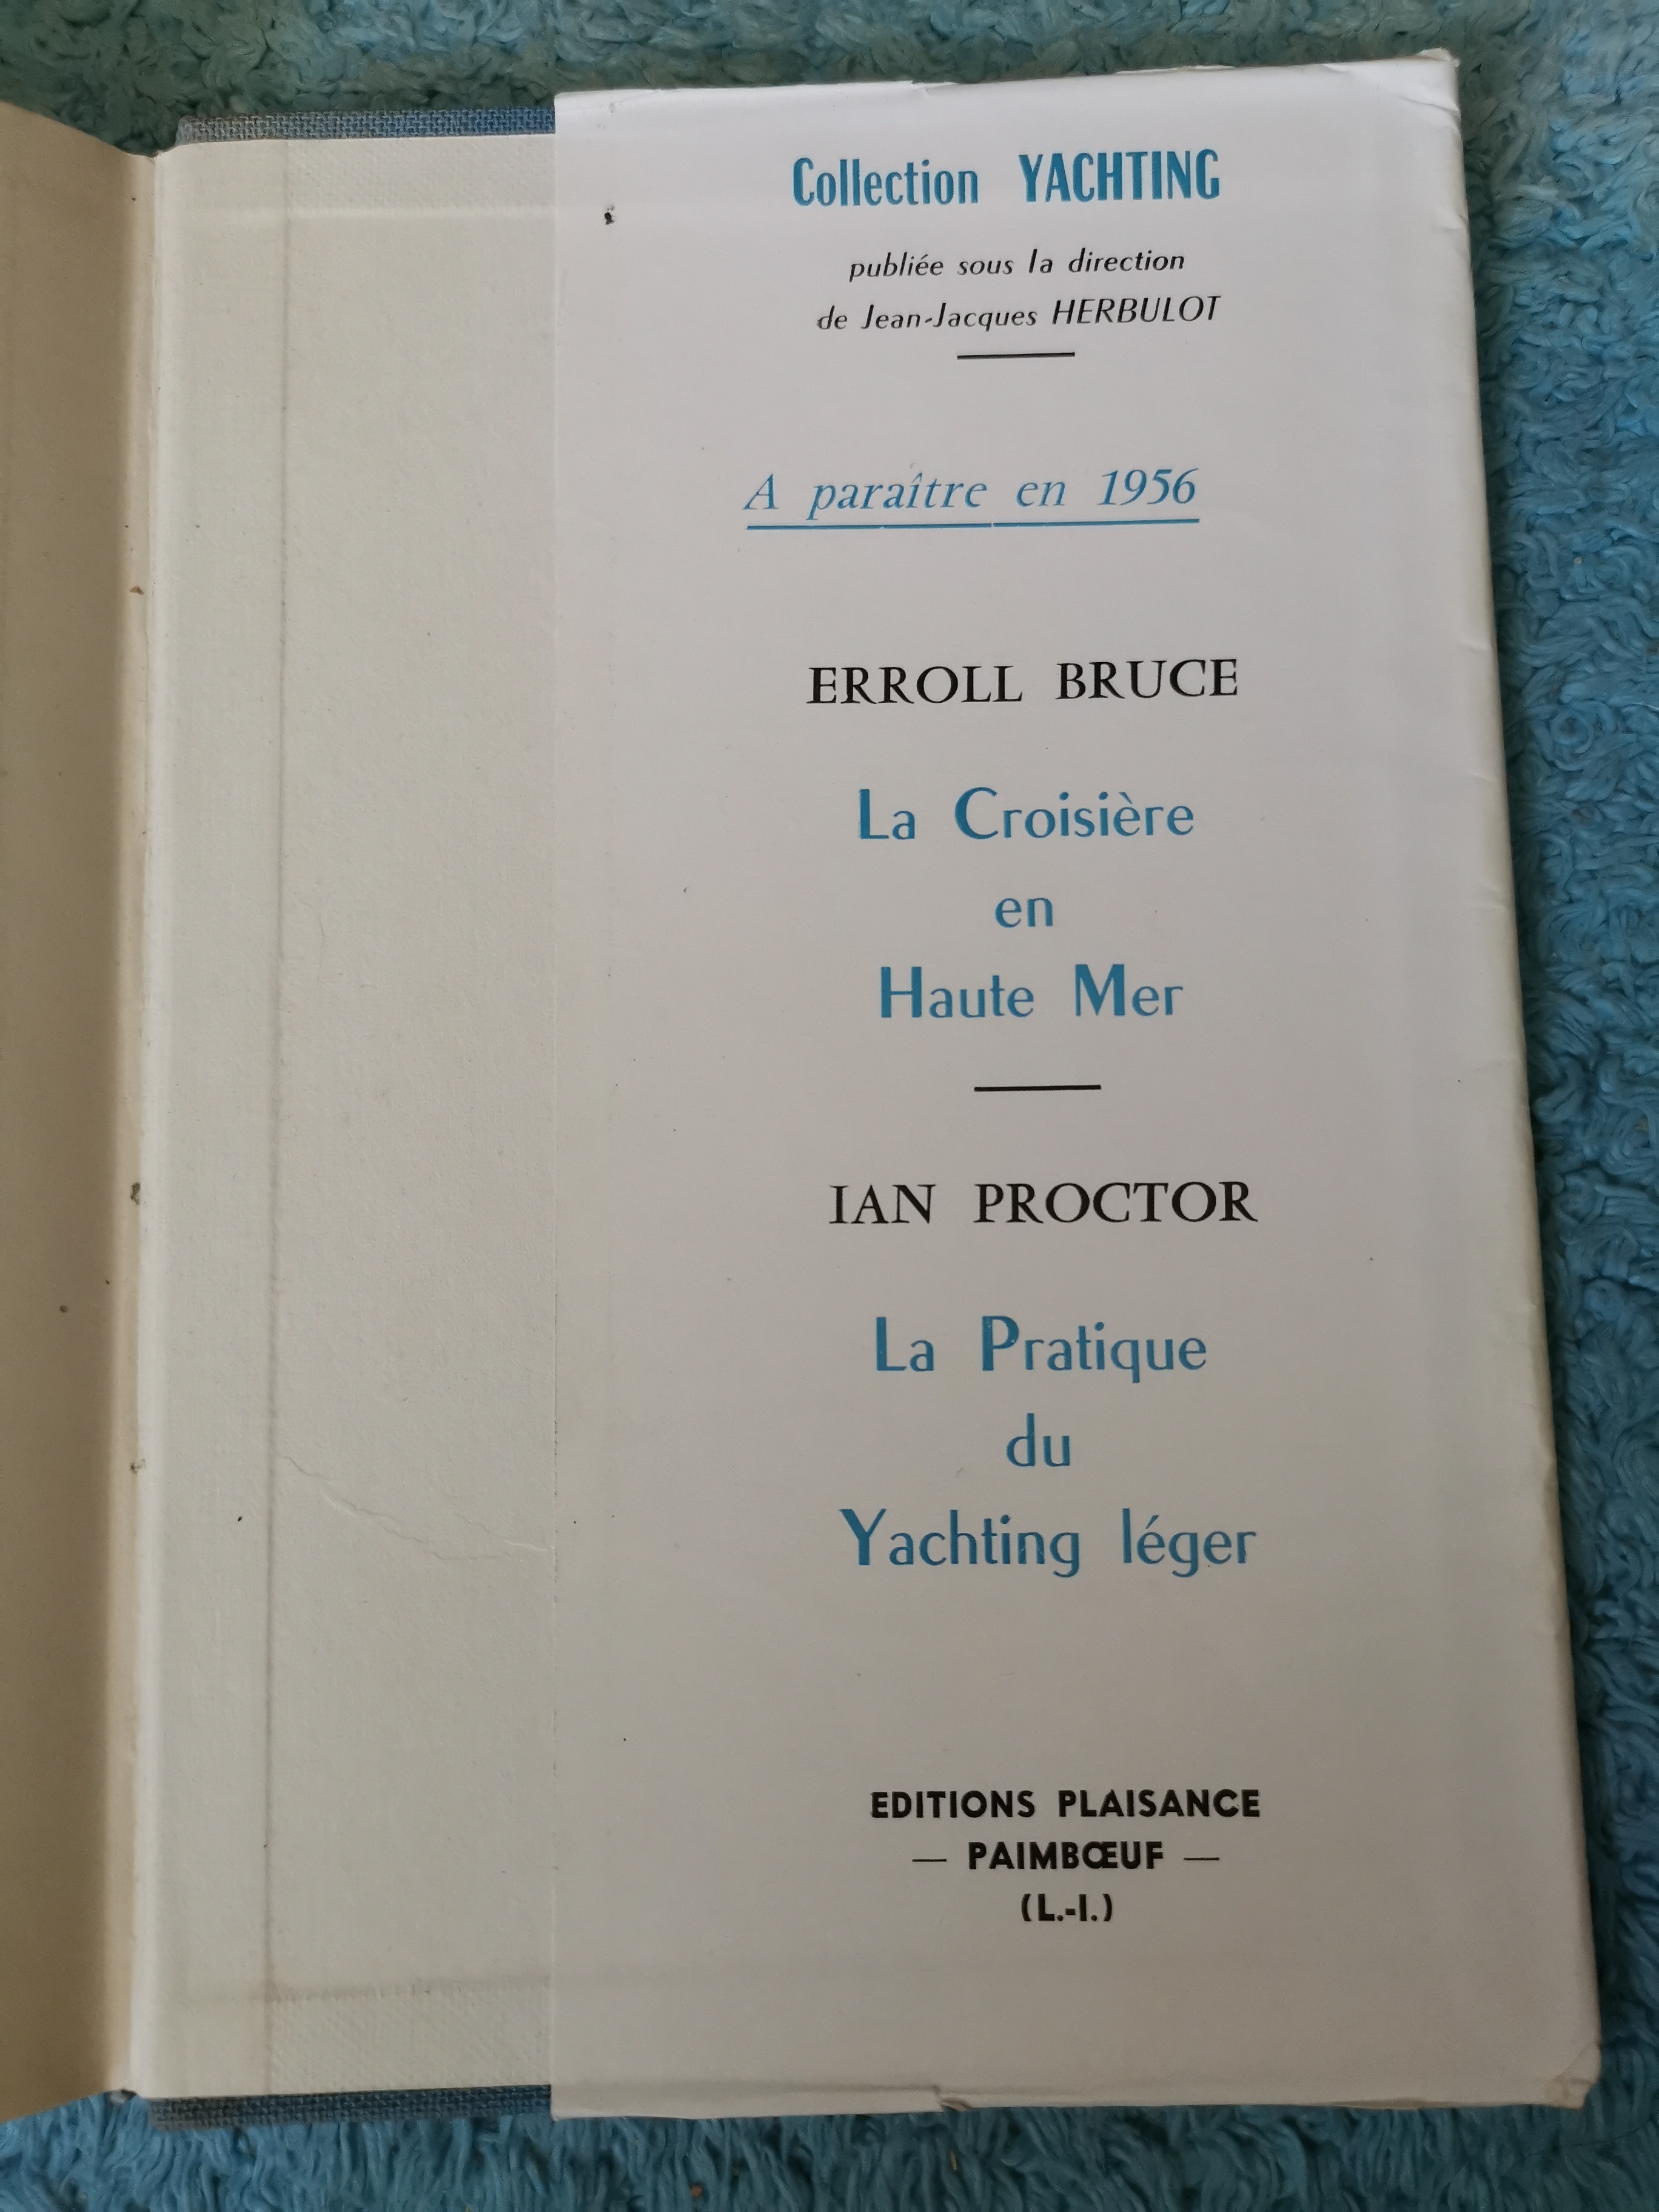 Collection YACHTING
publiée sous la direction
de Jean-Jacques HERBULOT
A paraître en 1956
ERROLL BRUCE
La Croisière
en
Haute Mer
IAN PROCTOR
La Pratique
du
Yachting léger
EDITIONS PLAISANCE
— PAIMBŒUF —
(L.-I.)